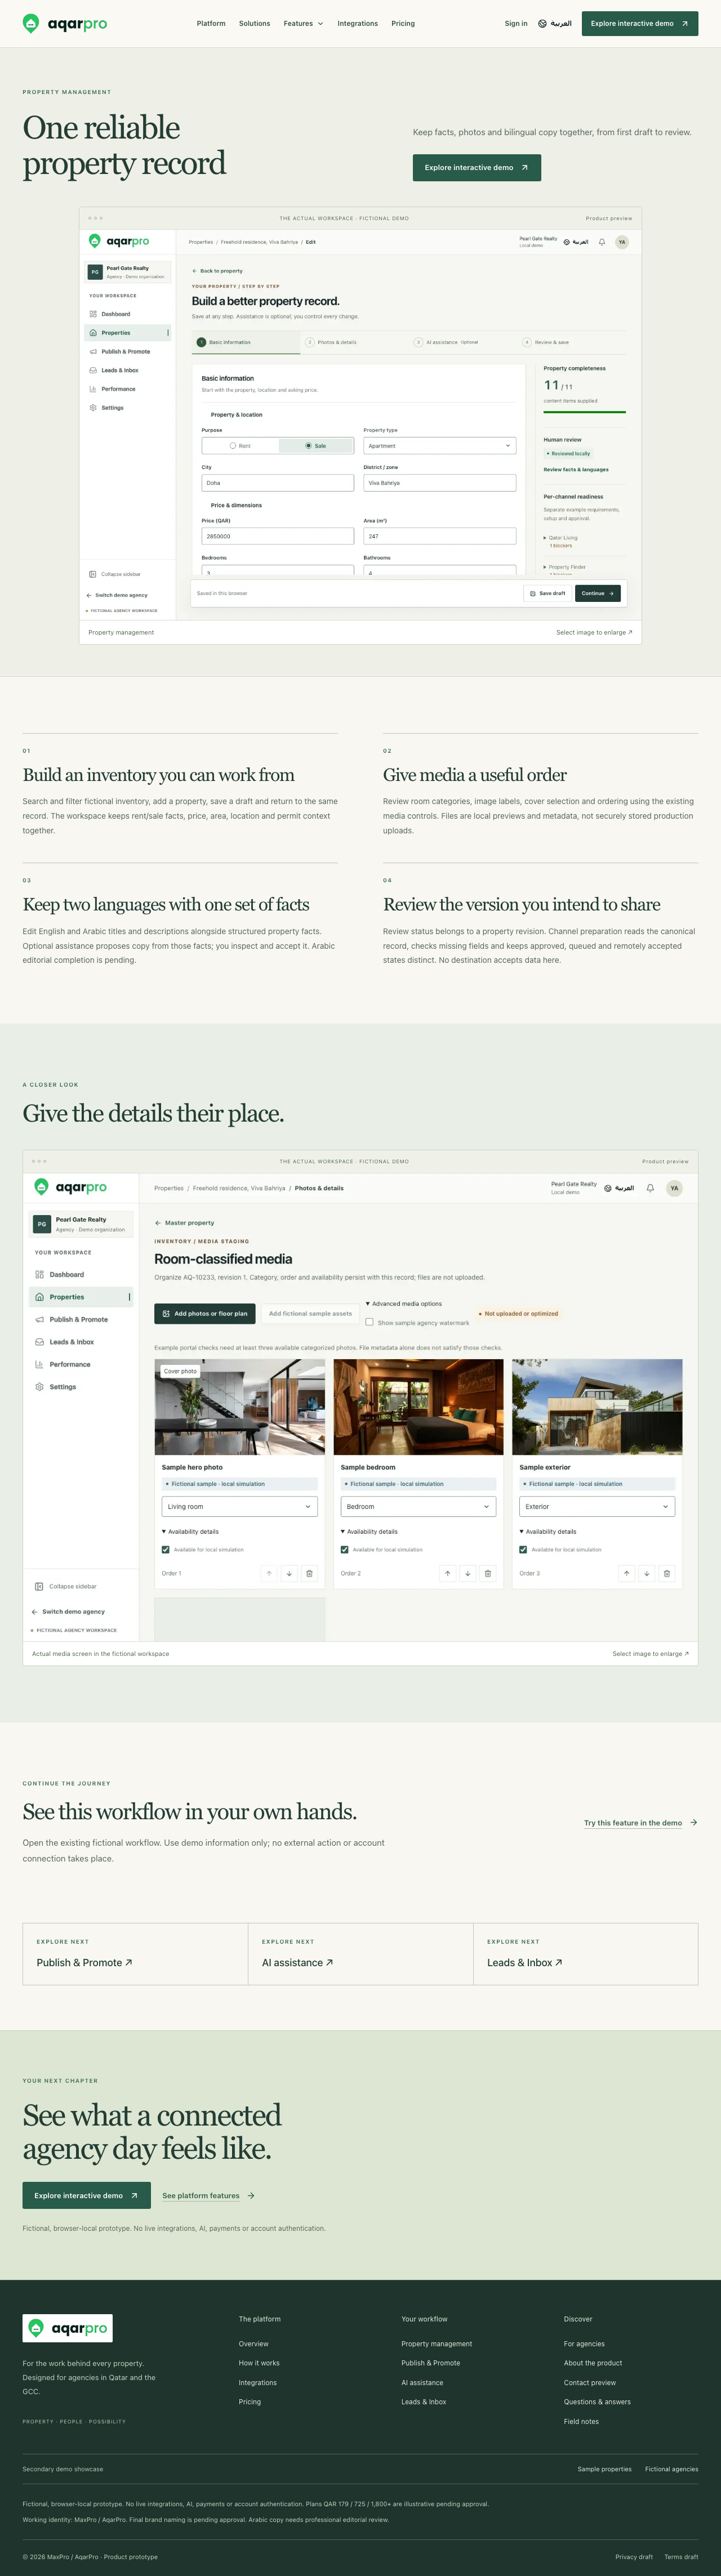 aqarpro
Platform Solutions Features Integrations Pricing
Sign in العربية Explore interactive demo
PROPERTY MANAGEMENT
One reliable
property record
Keep facts, photos and bilingual copy together, from first draft to review.
Explore interactive demo
THE ACTUAL WORKSPACE · FICTIONAL DEMO
Product preview
aqarpro
PG Pearl Gate Realty
Agency · Demo organization
YOUR WORKSPACE
Dashboard
Properties
Publish & Promote
Leads & Inbox
Performance
Settings
Collapse sidebar
Switch demo agency
FICTIONAL AGENCY WORKSPACE
Properties / Freehold residence, Viva Bahriya / Edit
Pearl Gate Realty
Local demo
العربية
YA
Back to property
YOUR PROPERTY / STEP BY STEP
Build a better property record.
Save at any step. Assistance is optional; you control every change.
1 Basic information
2 Photos & details
3 AI assistance Optional
4 Review & save
Basic information
Start with the property, location and asking price.
Property & location
Purpose
Rent Sale
Property type
Apartment
City
Doha
District / zone
Viva Bahriya
Price & dimensions
Price (QAR)
2850000
Area (m²)
247
Bedrooms
3
Bathrooms
4
Property completeness
11 / 11
content items supplied
Human review
Reviewed locally
Review facts & languages
Per-channel readiness
Separate example requirements,
setup and approval.
Qatar Living
1 blockers
Property Finder
Saved in this browser
Save draft
Continue
Property management
Select image to enlarge ↗
01
Build an inventory you can work from
Search and filter fictional inventory, add a property, save a draft and return to the same
record. The workspace keeps rent/sale facts, price, area, location and permit context
together.
02
Give media a useful order
Review room categories, image labels, cover selection and ordering using the existing
media controls. Files are local previews and metadata, not securely stored production
uploads.
03
Keep two languages with one set of facts
Edit English and Arabic titles and descriptions alongside structured property facts.
Optional assistance proposes copy from those facts; you inspect and accept it. Arabic
editorial completion is pending.
04
Review the version you intend to share
Review status belongs to a property revision. Channel preparation reads the canonical
record, checks missing fields and keeps approved, queued and remotely accepted
states distinct. No destination accepts data here.
A CLOSER LOOK
Give the details their place.
THE ACTUAL WORKSPACE · FICTIONAL DEMO
Product preview
aqarpro
PG Pearl Gate Realty
Agency · Demo organization
YOUR WORKSPACE
Dashboard
Properties
Publish & Promote
Leads & Inbox
Performance
Settings
Collapse sidebar
Switch demo agency
FICTIONAL AGENCY WORKSPACE
Properties / Freehold residence, Viva Bahriya / Photos & details
Pearl Gate Realty
Local demo
العربية
YA
Master property
INVENTORY / MEDIA STAGING
Room-classified media
Organize AQ-10233, revision 1. Category, order and availability persist with this record; files are not uploaded.
Add photos or floor plan
Add fictional sample assets
Advanced media options
Show sample agency watermark
Not uploaded or optimized
Example portal checks need at least three available categorized photos. File metadata alone does not satisfy those checks.
Cover photo
Sample hero photo
Fictional sample · local simulation
Living room
Availability details
Available for local simulation
Order 1
Sample bedroom
Fictional sample · local simulation
Bedroom
Availability details
Available for local simulation
Order 2
Sample exterior
Fictional sample · local simulation
Exterior
Availability details
Available for local simulation
Order 3
Actual media screen in the fictional workspace
Select image to enlarge ↗
CONTINUE THE JOURNEY
See this workflow in your own hands.
Open the existing fictional workflow. Use demo information only; no external action or account
connection takes place.
Try this feature in the demo
EXPLORE NEXT
Publish & Promote ↗
EXPLORE NEXT
AI assistance ↗
EXPLORE NEXT
Leads & Inbox ↗
YOUR NEXT CHAPTER
See what a connected
agency day feels like.
Explore interactive demo
See platform features
Fictional, browser-local prototype. No live integrations, AI, payments or account authentication.
aqarpro
For the work behind every property.
Designed for agencies in Qatar and the
GCC.
PROPERTY · PEOPLE · POSSIBILITY
The platform
Overview
How it works
Integrations
Pricing
Your workflow
Property management
Publish & Promote
AI assistance
Leads & Inbox
Discover
For agencies
About the product
Contact preview
Questions & answers
Field notes
Secondary demo showcase
Sample properties
Fictional agencies
Fictional, browser-local prototype. No live integrations, AI, payments or account authentication. Plans QAR 179 / 725 / 1,800+ are illustrative pending approval.
Working identity: MaxPro / AqarPro. Final brand naming is pending approval. Arabic copy needs professional editorial review.
© 2026 MaxPro / AqarPro · Product prototype
Privacy draft
Terms draft